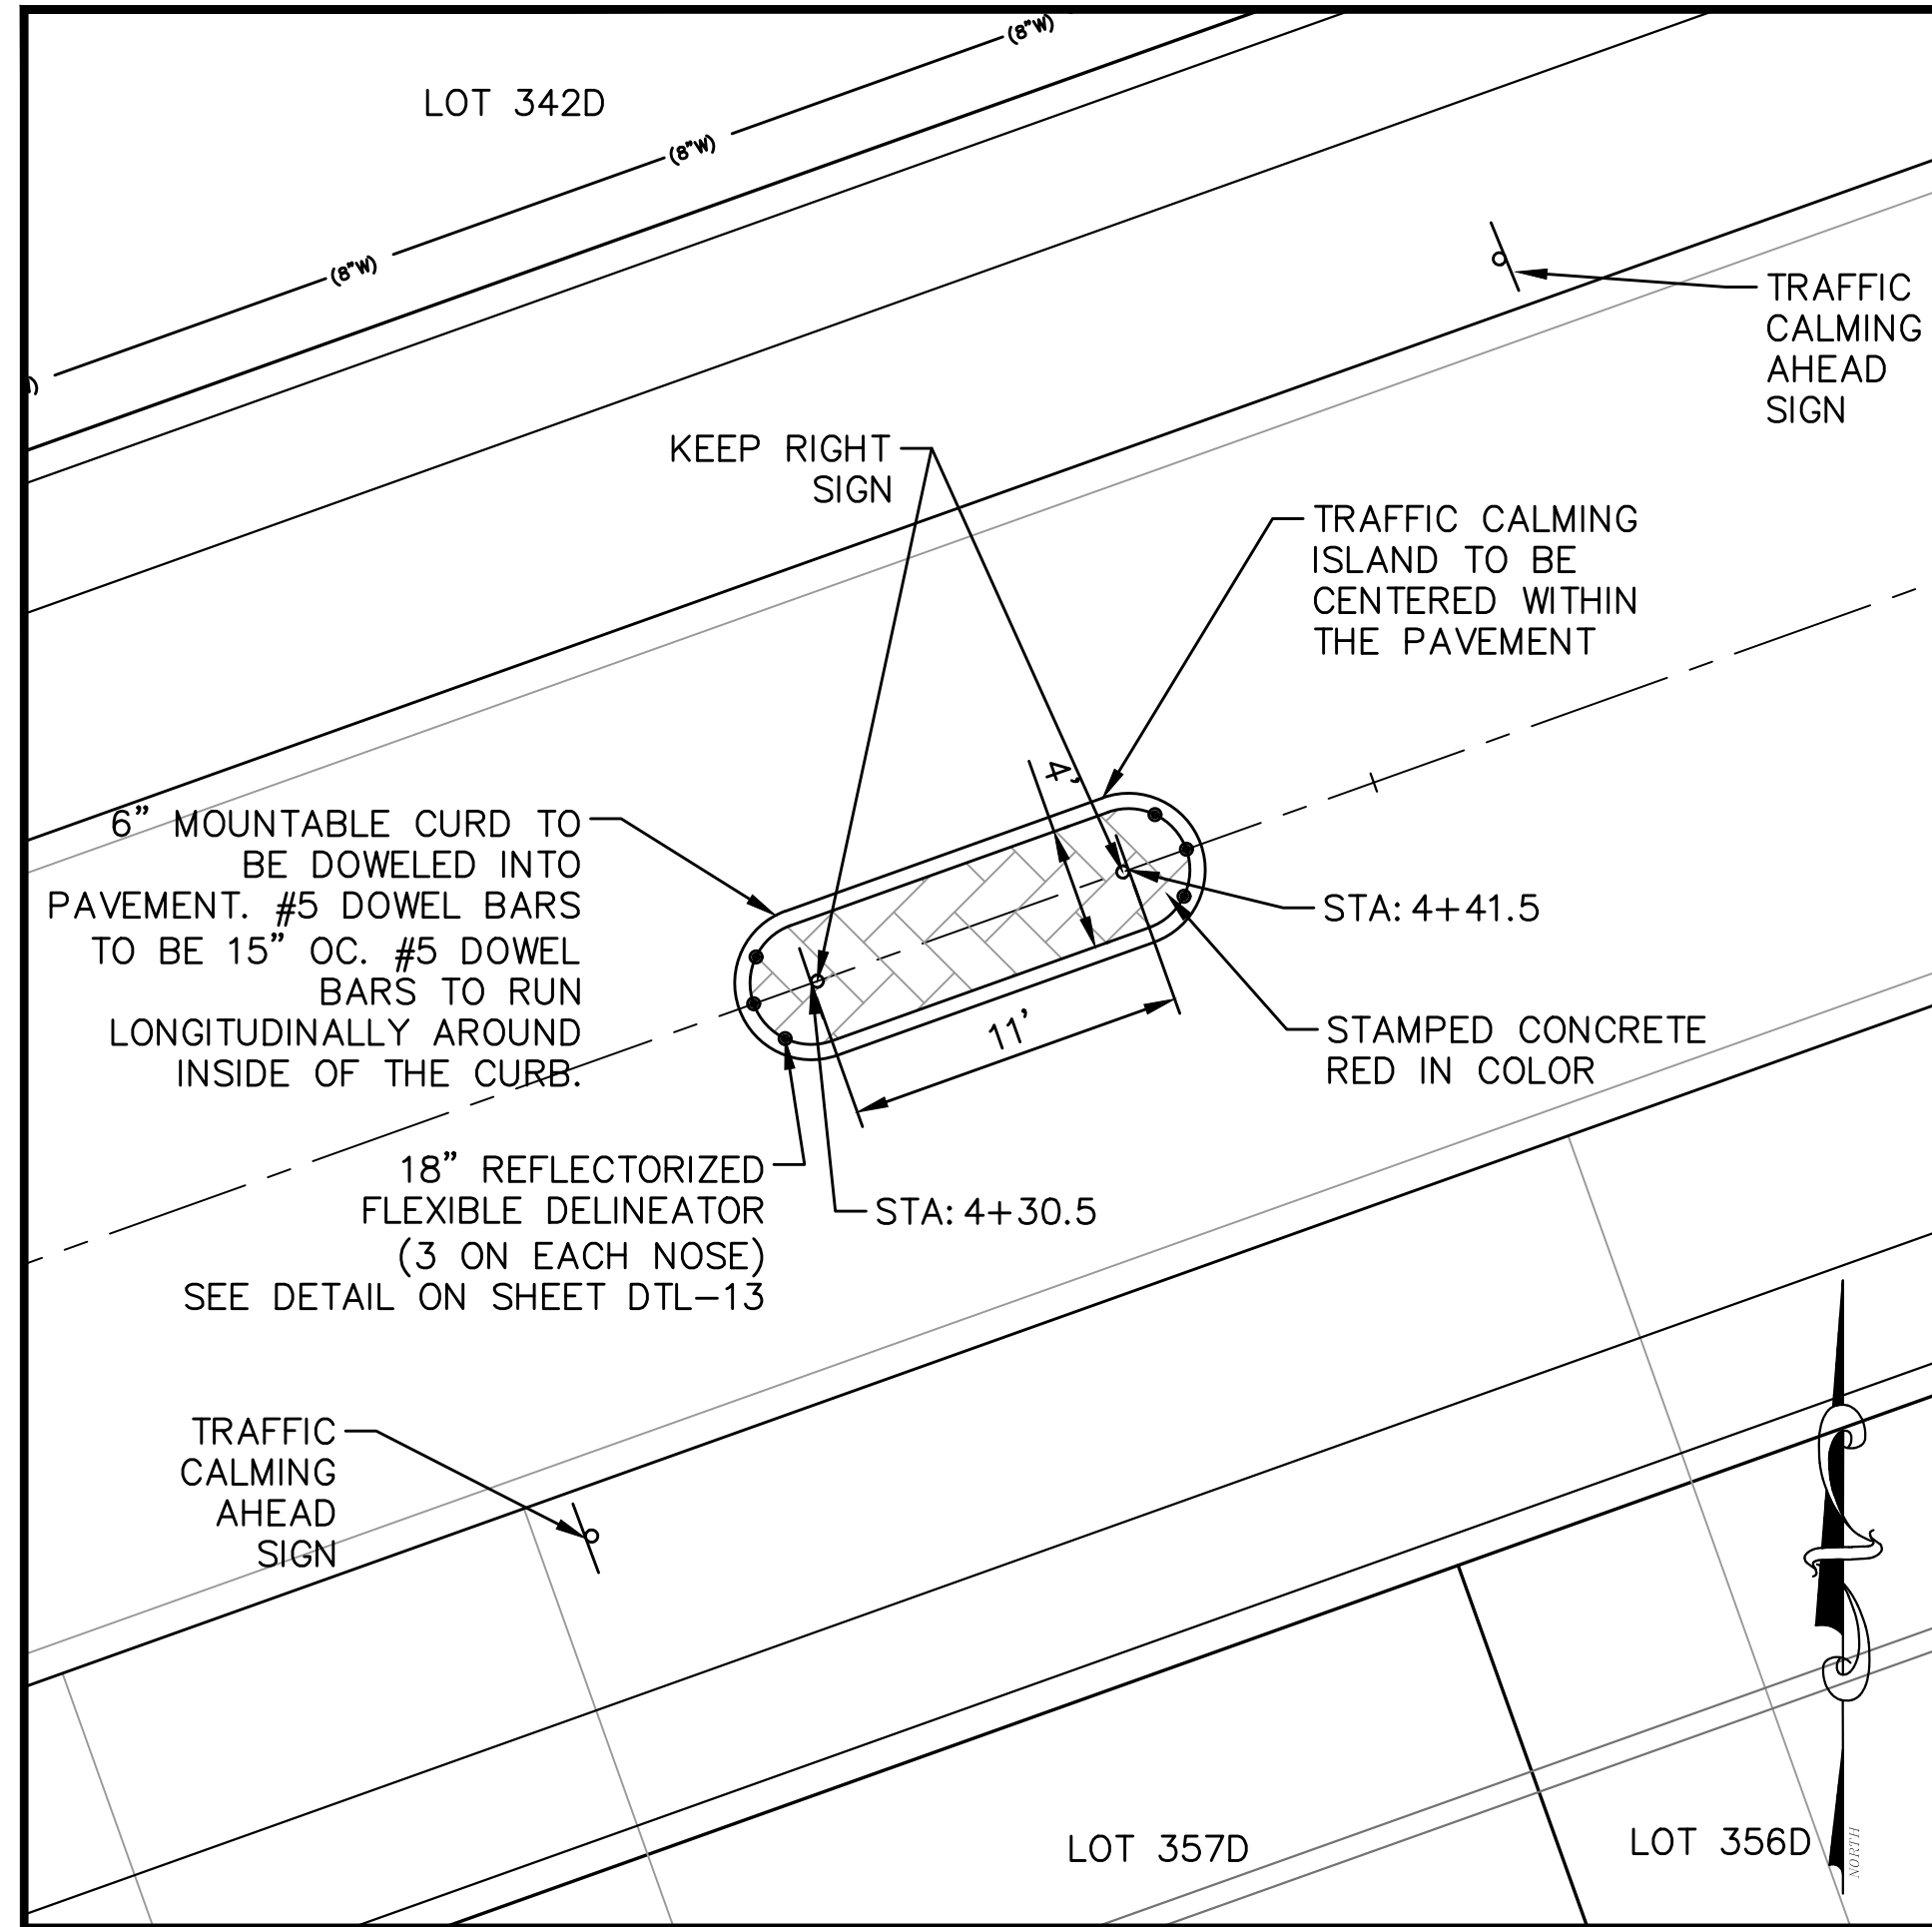 (8"W)
LOT 342D
(8"W)
(8"W)
TRAFFIC
CALMING
AHEAD
SIGN
KEEP RIGHT
SIGN
TRAFFIC CALMING
ISLAND TO BE
CENTERED WITHIN
THE PAVEMENT
4'
6" MOUNTABLE CURD TO
BE DOWELED INTO
PAVEMENT. #5 DOWEL BARS
TO BE 15" OC. #5 DOWEL
BARS TO RUN
LONGITUDINALLY AROUND
INSIDE OF THE CURB.
STA: 4+41.5
11'
STAMPED CONCRETE
RED IN COLOR
18" REFLECTORIZED
FLEXIBLE DELINEATOR
(3 ON EACH NOSE)
SEE DETAIL ON SHEET DTL-13
STA: 4+30.5
TRAFFIC
CALMING
AHEAD
SIGN
LOT 357D
LOT 356D
NORTH